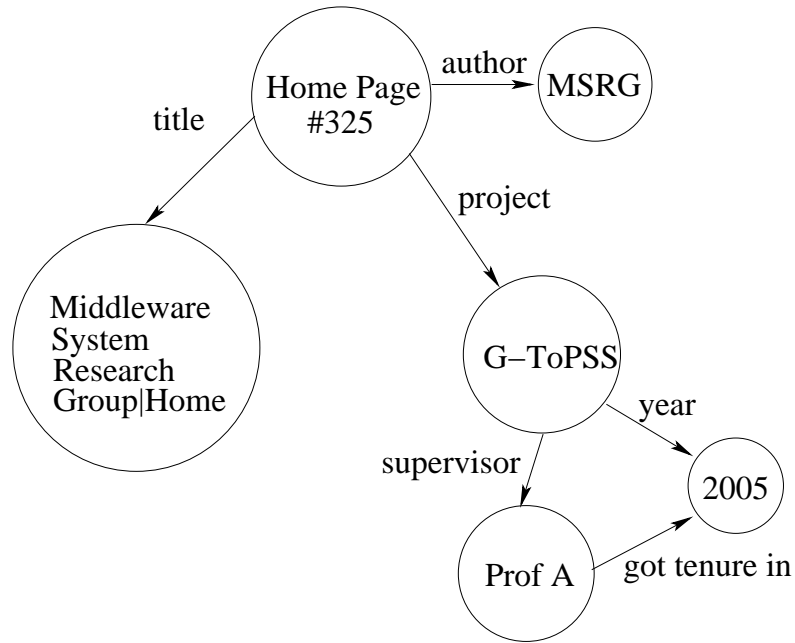 author
Home Page
#325
MSRG
title
project
Middleware
System
Research
Group|Home
G–ToPSS
year
supervisor
2005
Prof A
got tenure in